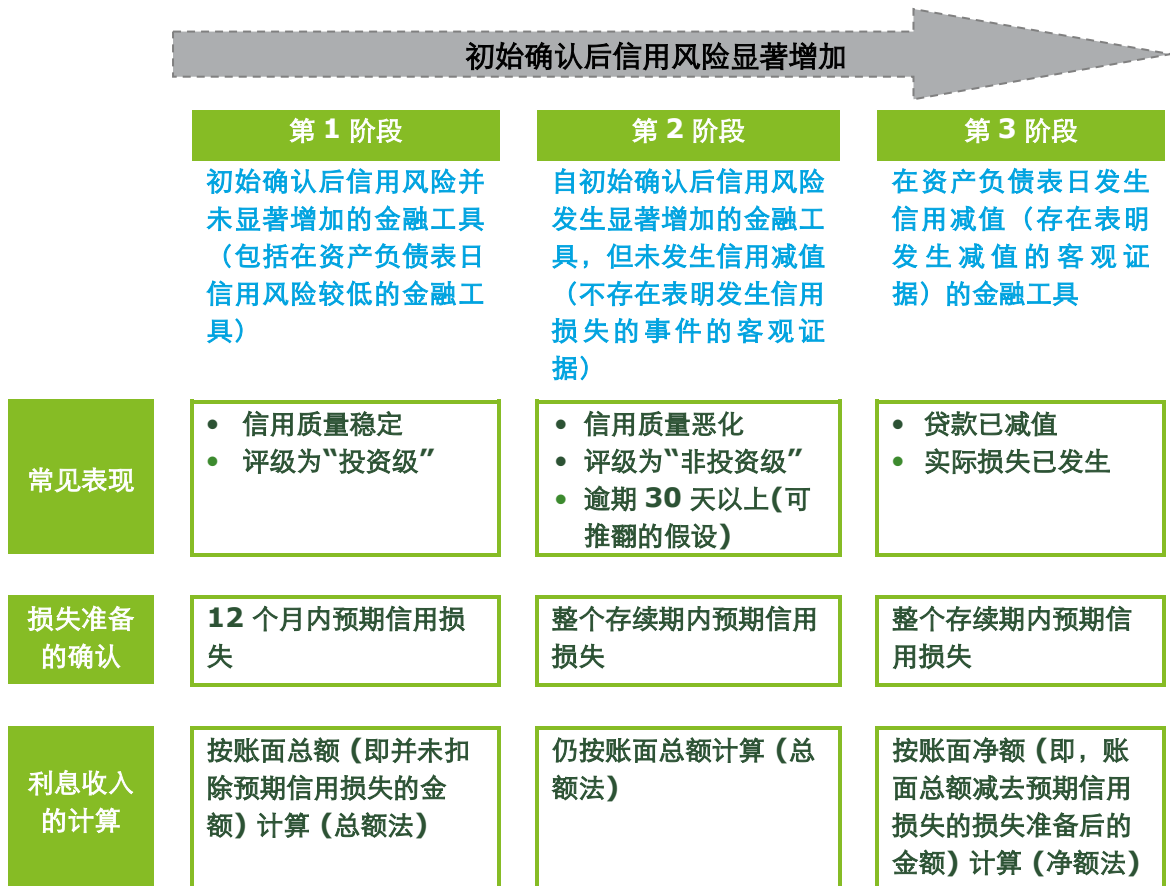 初始确认后信用风险显著增加
第 1 阶段
第 2 阶段
第 3 阶段
初始确认后信用风险并
未显著增加的金融工具
（包括在资产负债表日
信用风险较低的金融工
具）
自初始确认后信用风险
发生显著增加的金融工
具，但未发生信用减值
（不存在表明发生信用
损失的事件的客观证
据）
在资产负债表日发生
信用减值（存在表明
发生减值的客观证
据）的金融工具
常见表现
• 信用质量稳定
• 评级为“投资级”
• 信用质量恶化
• 评级为“非投资级”
• 逾期 30 天以上(可
推翻的假设)
• 贷款已减值
• 实际损失已发生
损失准备
的确认
12 个月内预期信用损
失
整个存续期内预期信用
损失
整个存续期内预期信
用损失
利息收入
的计算
按账面总额 (即并未扣
除预期信用损失的金
额) 计算 (总额法)
仍按账面总额计算 (总
额法)
按账面净额 (即，账
面总额减去预期信用
损失的损失准备后的
金额) 计算 (净额法)